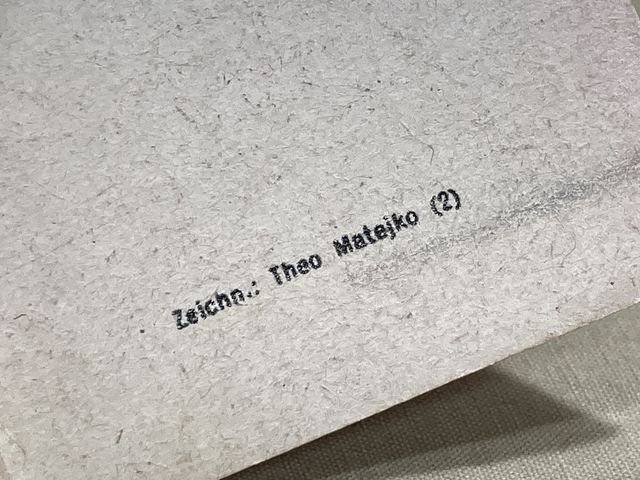 Zeichn.: Theo Matejko (2)